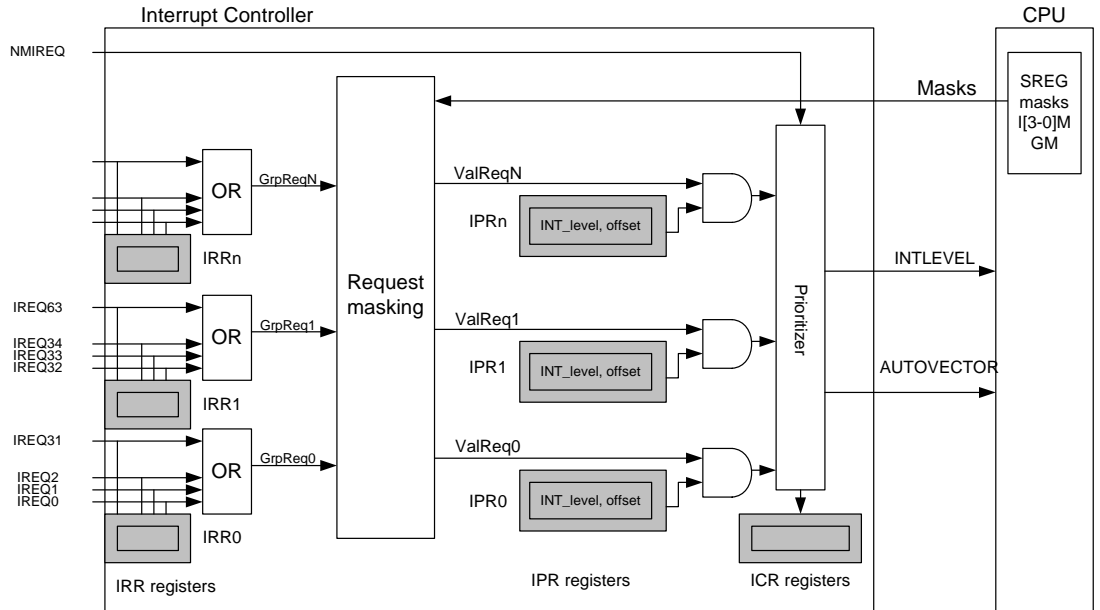 Interrupt Controller
CPU
NMIREQ
Masks
SREG
masks
I[3-0]M
GM
OR
GrpReqN
ValReqN
IPRn
INT_level, offset
IRRn
INTLEVEL
Request
masking
Prioritizer
IREQ63
OR
GrpReq1
ValReq1
IREQ34
IREQ33
IREQ32
IPR1
INT_level, offset
AUTOVECTOR
IRR1
IREQ31
OR
GrpReq0
ValReq0
IREQ2
IREQ1
IREQ0
IPR0
INT_level, offset
IRR0
IRR registers
IPR registers
ICR registers